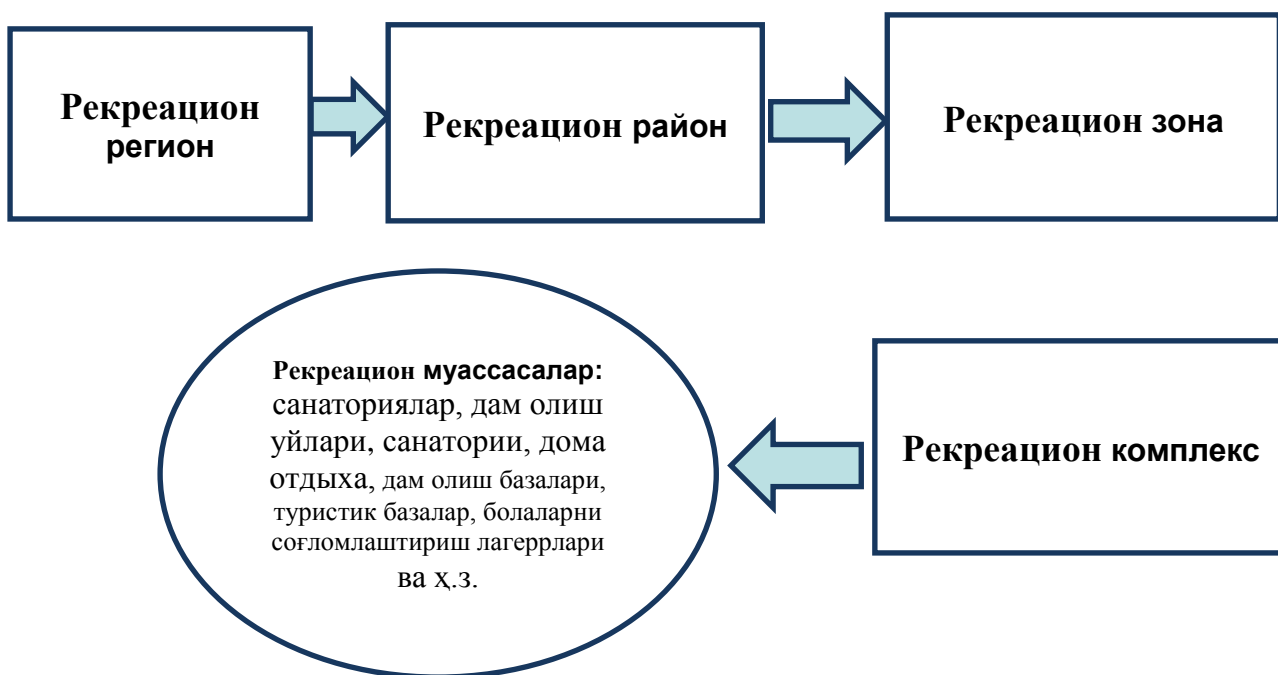 Рекреацион
регион
Рекреацион район
Рекреацион зона
Рекреацион комплекс
Рекреацион муассасалар:
санаториялар, дам олиш
уйлари, санатории, дома
отдыха, дам олиш базалари,
туристик базалар, болаларни
соғломлаштириш лагеррлари
ва ҳ.з.